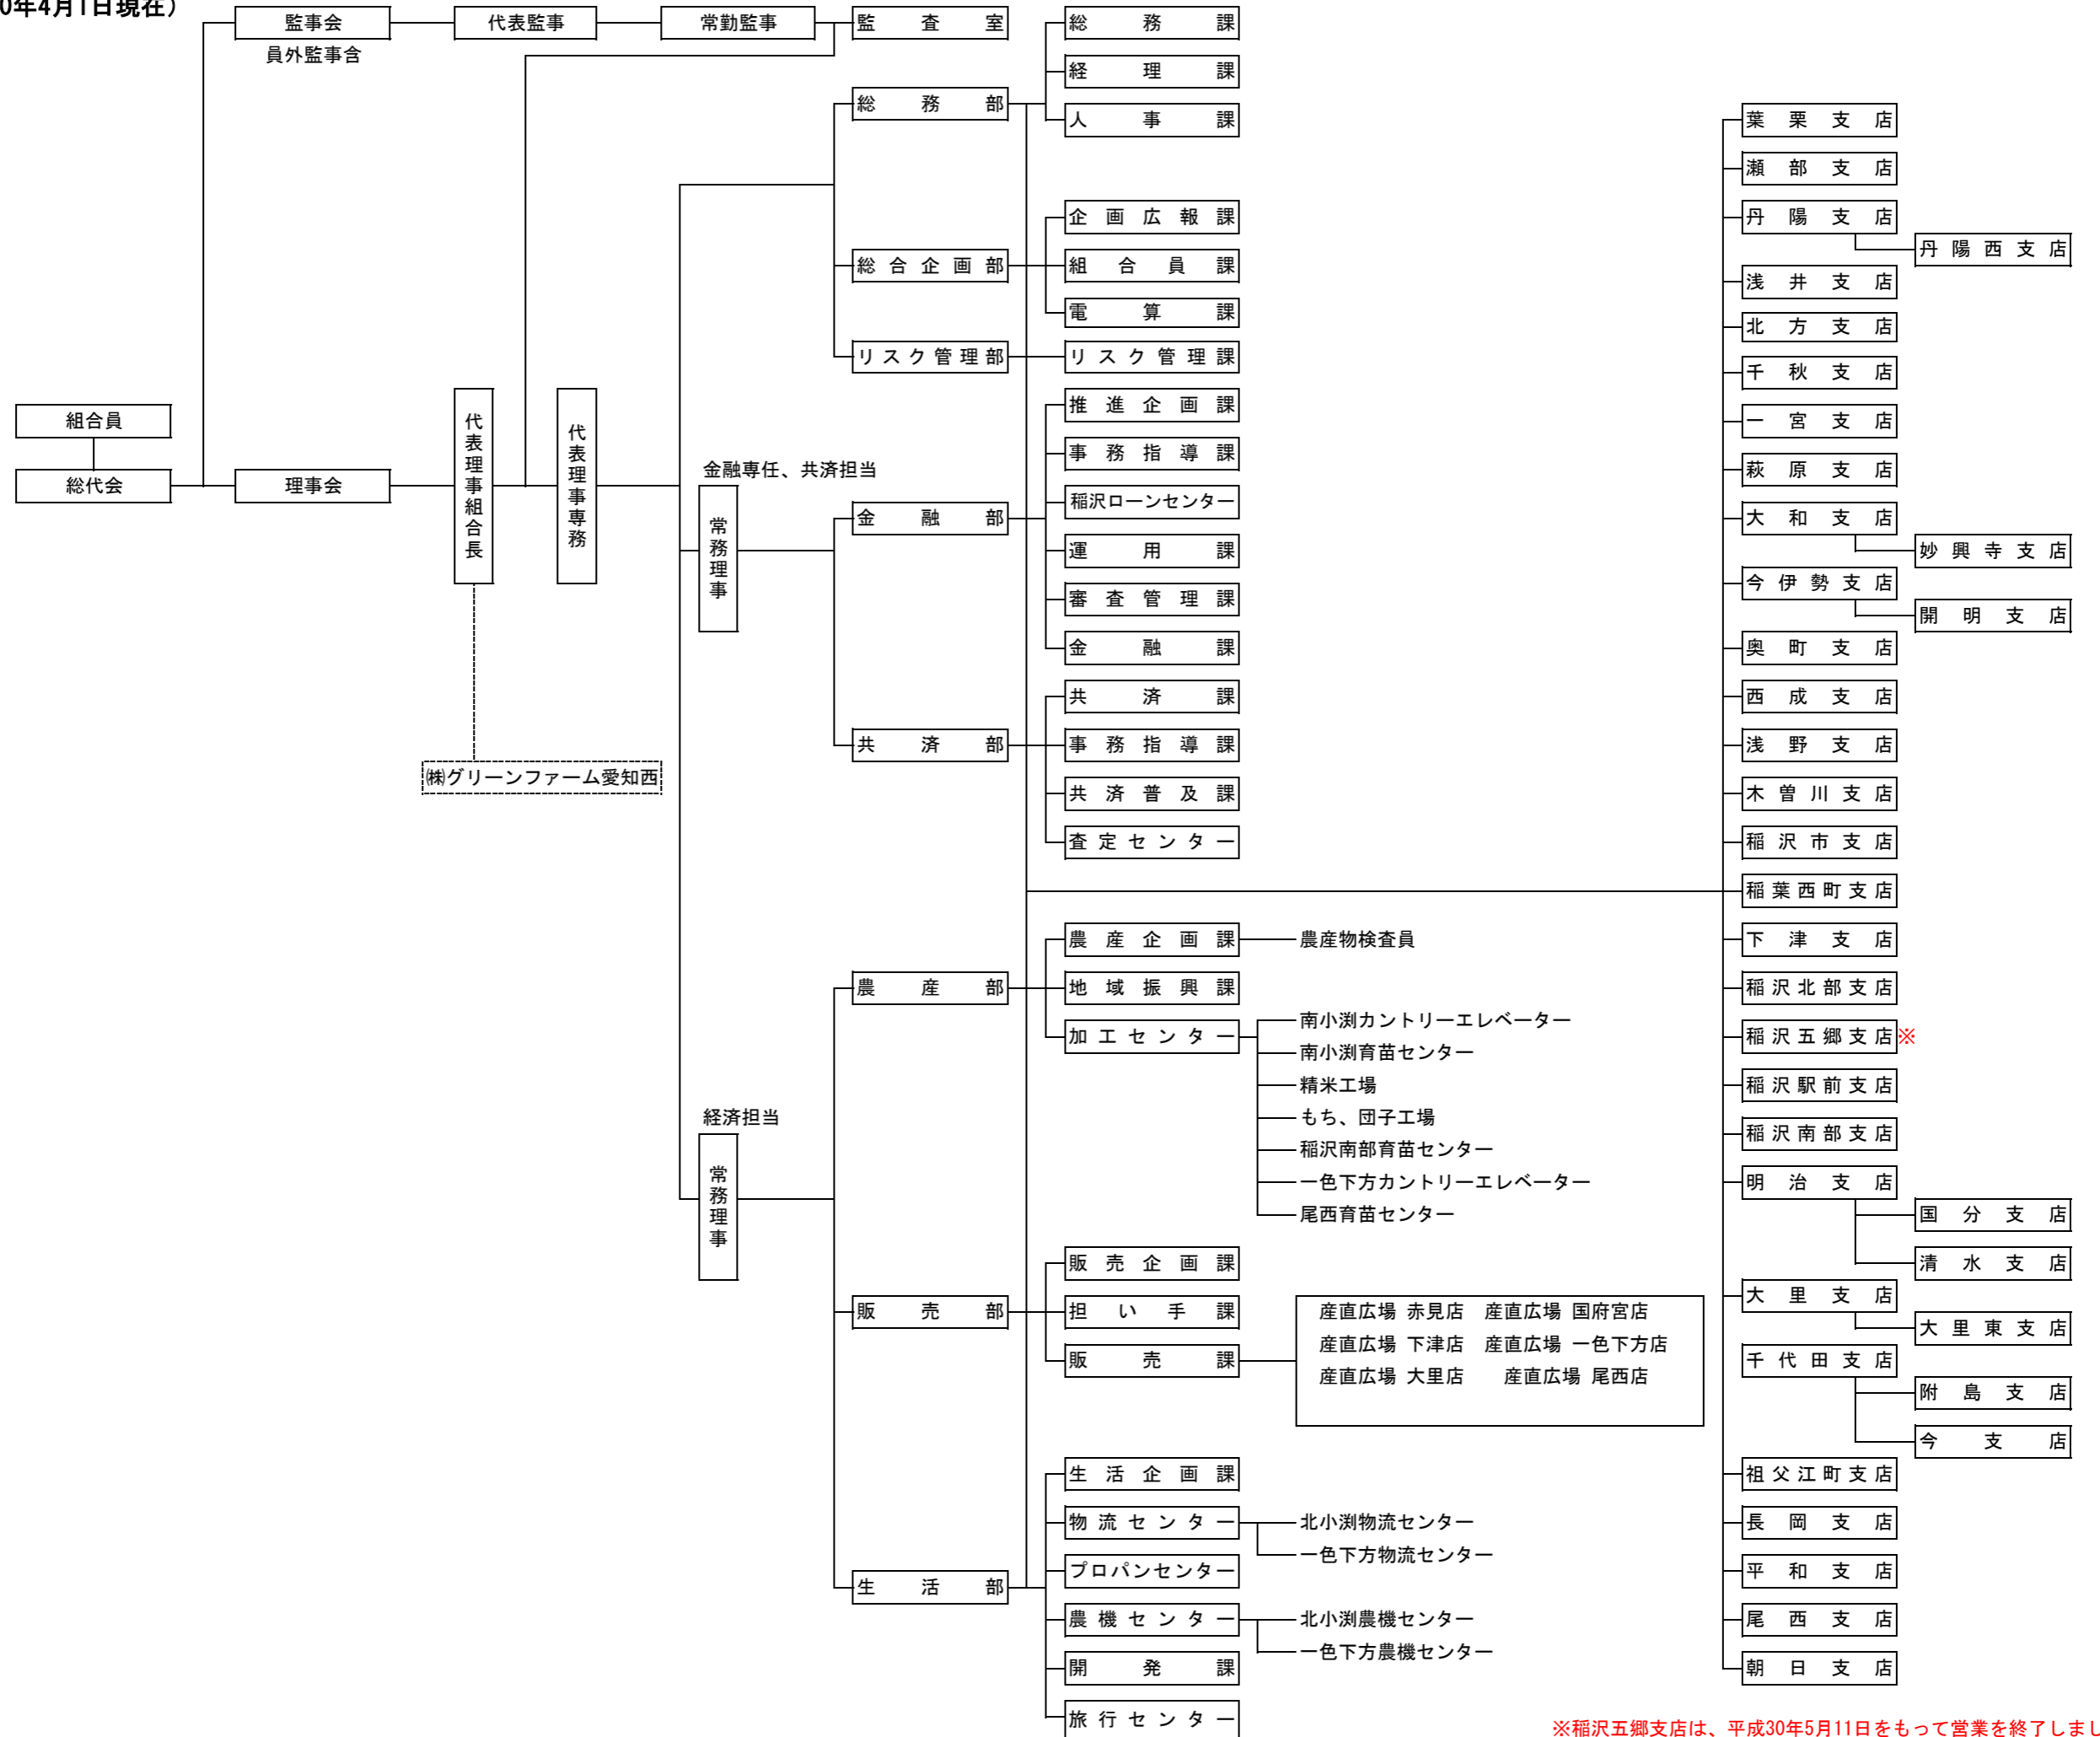 0年4月1日現在）
監事会
員外監事含
代表監事
常勤監事
監査室
組合員
総代会
理事会
代表理事組合長
代表理事専務
㈱グリーンファーム愛知西
総務部
総務課
経理課
人事課
総合企画部
企画広報課
組合員課
電算課
リスク管理部
リスク管理課
金融専任、共済担当
常務理事
金融部
推進企画課
事務指導課
稲沢ローンセンター
運用課
審査管理課
金融課
共済部
共済課
事務指導課
共済普及課
査定センター
経済担当
常務理事
農産部
農産企画課
農産物検査員
地域振興課
加工センター
南小渕カントリーエレベーター
南小渕育苗センター
精米工場
もち、団子工場
稲沢南部育苗センター
一色下方カントリーエレベーター
尾西育苗センター
販売部
販売企画課
担い手課
販売課
産直広場 赤見店　産直広場 国府宮店
産直広場 下津店　産直広場 一色下方店
産直広場 大里店　産直広場 尾西店
生活部
生活企画課
物流センター
北小渕物流センター
一色下方物流センター
プロパンセンター
農機センター
北小渕農機センター
一色下方農機センター
開発課
旅行センター
葉栗支店
瀬部支店
丹陽支店
丹陽西支店
浅井支店
北方支店
千秋支店
一宮支店
萩原支店
大和支店
妙興寺支店
今伊勢支店
開明支店
奥町支店
西成支店
浅野支店
木曽川支店
稲沢市支店
稲葉西町支店
下津支店
稲沢北部支店
稲沢五郷支店※
稲沢駅前支店
稲沢南部支店
明治支店
国分支店
清水支店
大里支店
大里東支店
千代田支店
附島支店
今支店
祖父江町支店
長岡支店
平和支店
尾西支店
朝日支店
※稲沢五郷支店は、平成30年5月11日をもって営業を終了しまし